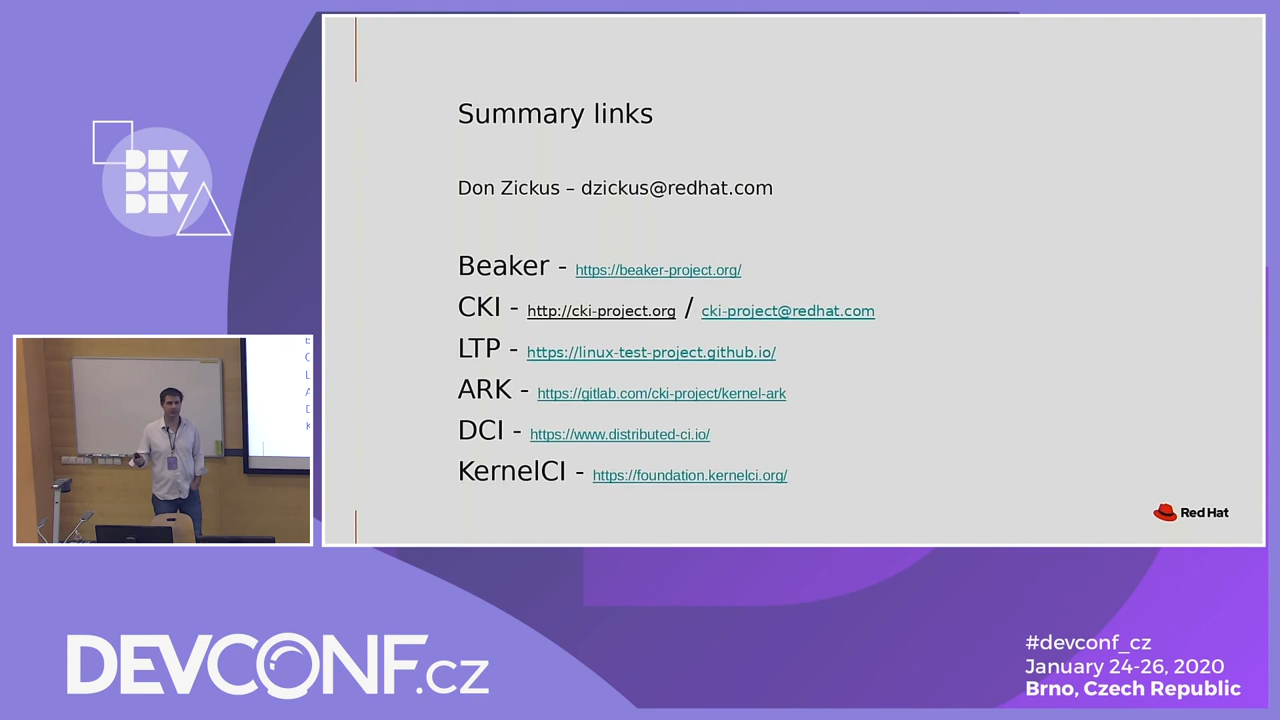 DEV
DEV
DEV
Summary links
Don Zickus – dzickus@redhat.com
Beaker - https://beaker-project.org/
CKI - http://cki-project.org / cki-project@redhat.com
LTP - https://linux-test-project.github.io/
ARK - https://gitlab.com/cki-project/kernel-ark
DCI - https://www.distributed-ci.io/
KernelCI - https://foundation.kernelci.org/
Red Hat
DEVCONF.cz
#devconf_cz
January 24-26, 2020
Brno, Czech Republic